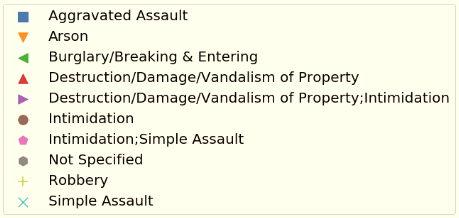 Aggravated Assault
Arson
Burglary/Breaking & Entering
Destruction/Damage/Vandalism of Property
Destruction/Damage/Vandalism of Property;Intimidation
Intimidation
Intimidation;Simple Assault
Not Specified
Robbery
Simple Assault